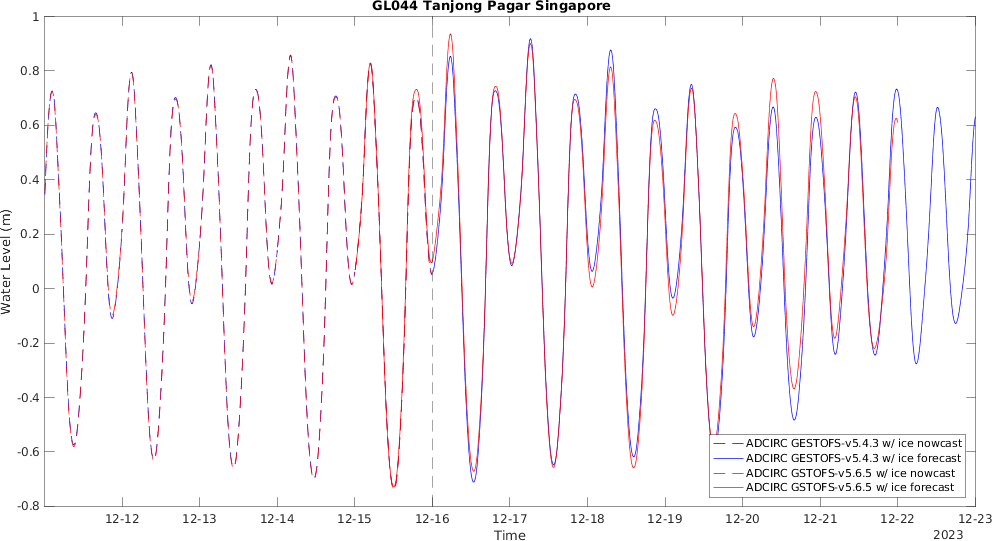 GL044 Tanjong Pagar Singapore
1
0.8
0.6
0.4
0.2
0
-0.2
-0.4
-0.6
-0.8
Water Level (m)
ADCIRC GESTOFS-v5.4.3 w/ ice nowcast
ADCIRC GESTOFS-v5.4.3 w/ ice forecast
ADCIRC GSTOFS-v5.6.5 w/ ice nowcast
ADCIRC GSTOFS-v5.6.5 w/ ice forecast
12-12 12-13 12-14 12-15 12-16 12-17 12-18 12-19 12-20 12-21 12-22 12-23
Time
2023